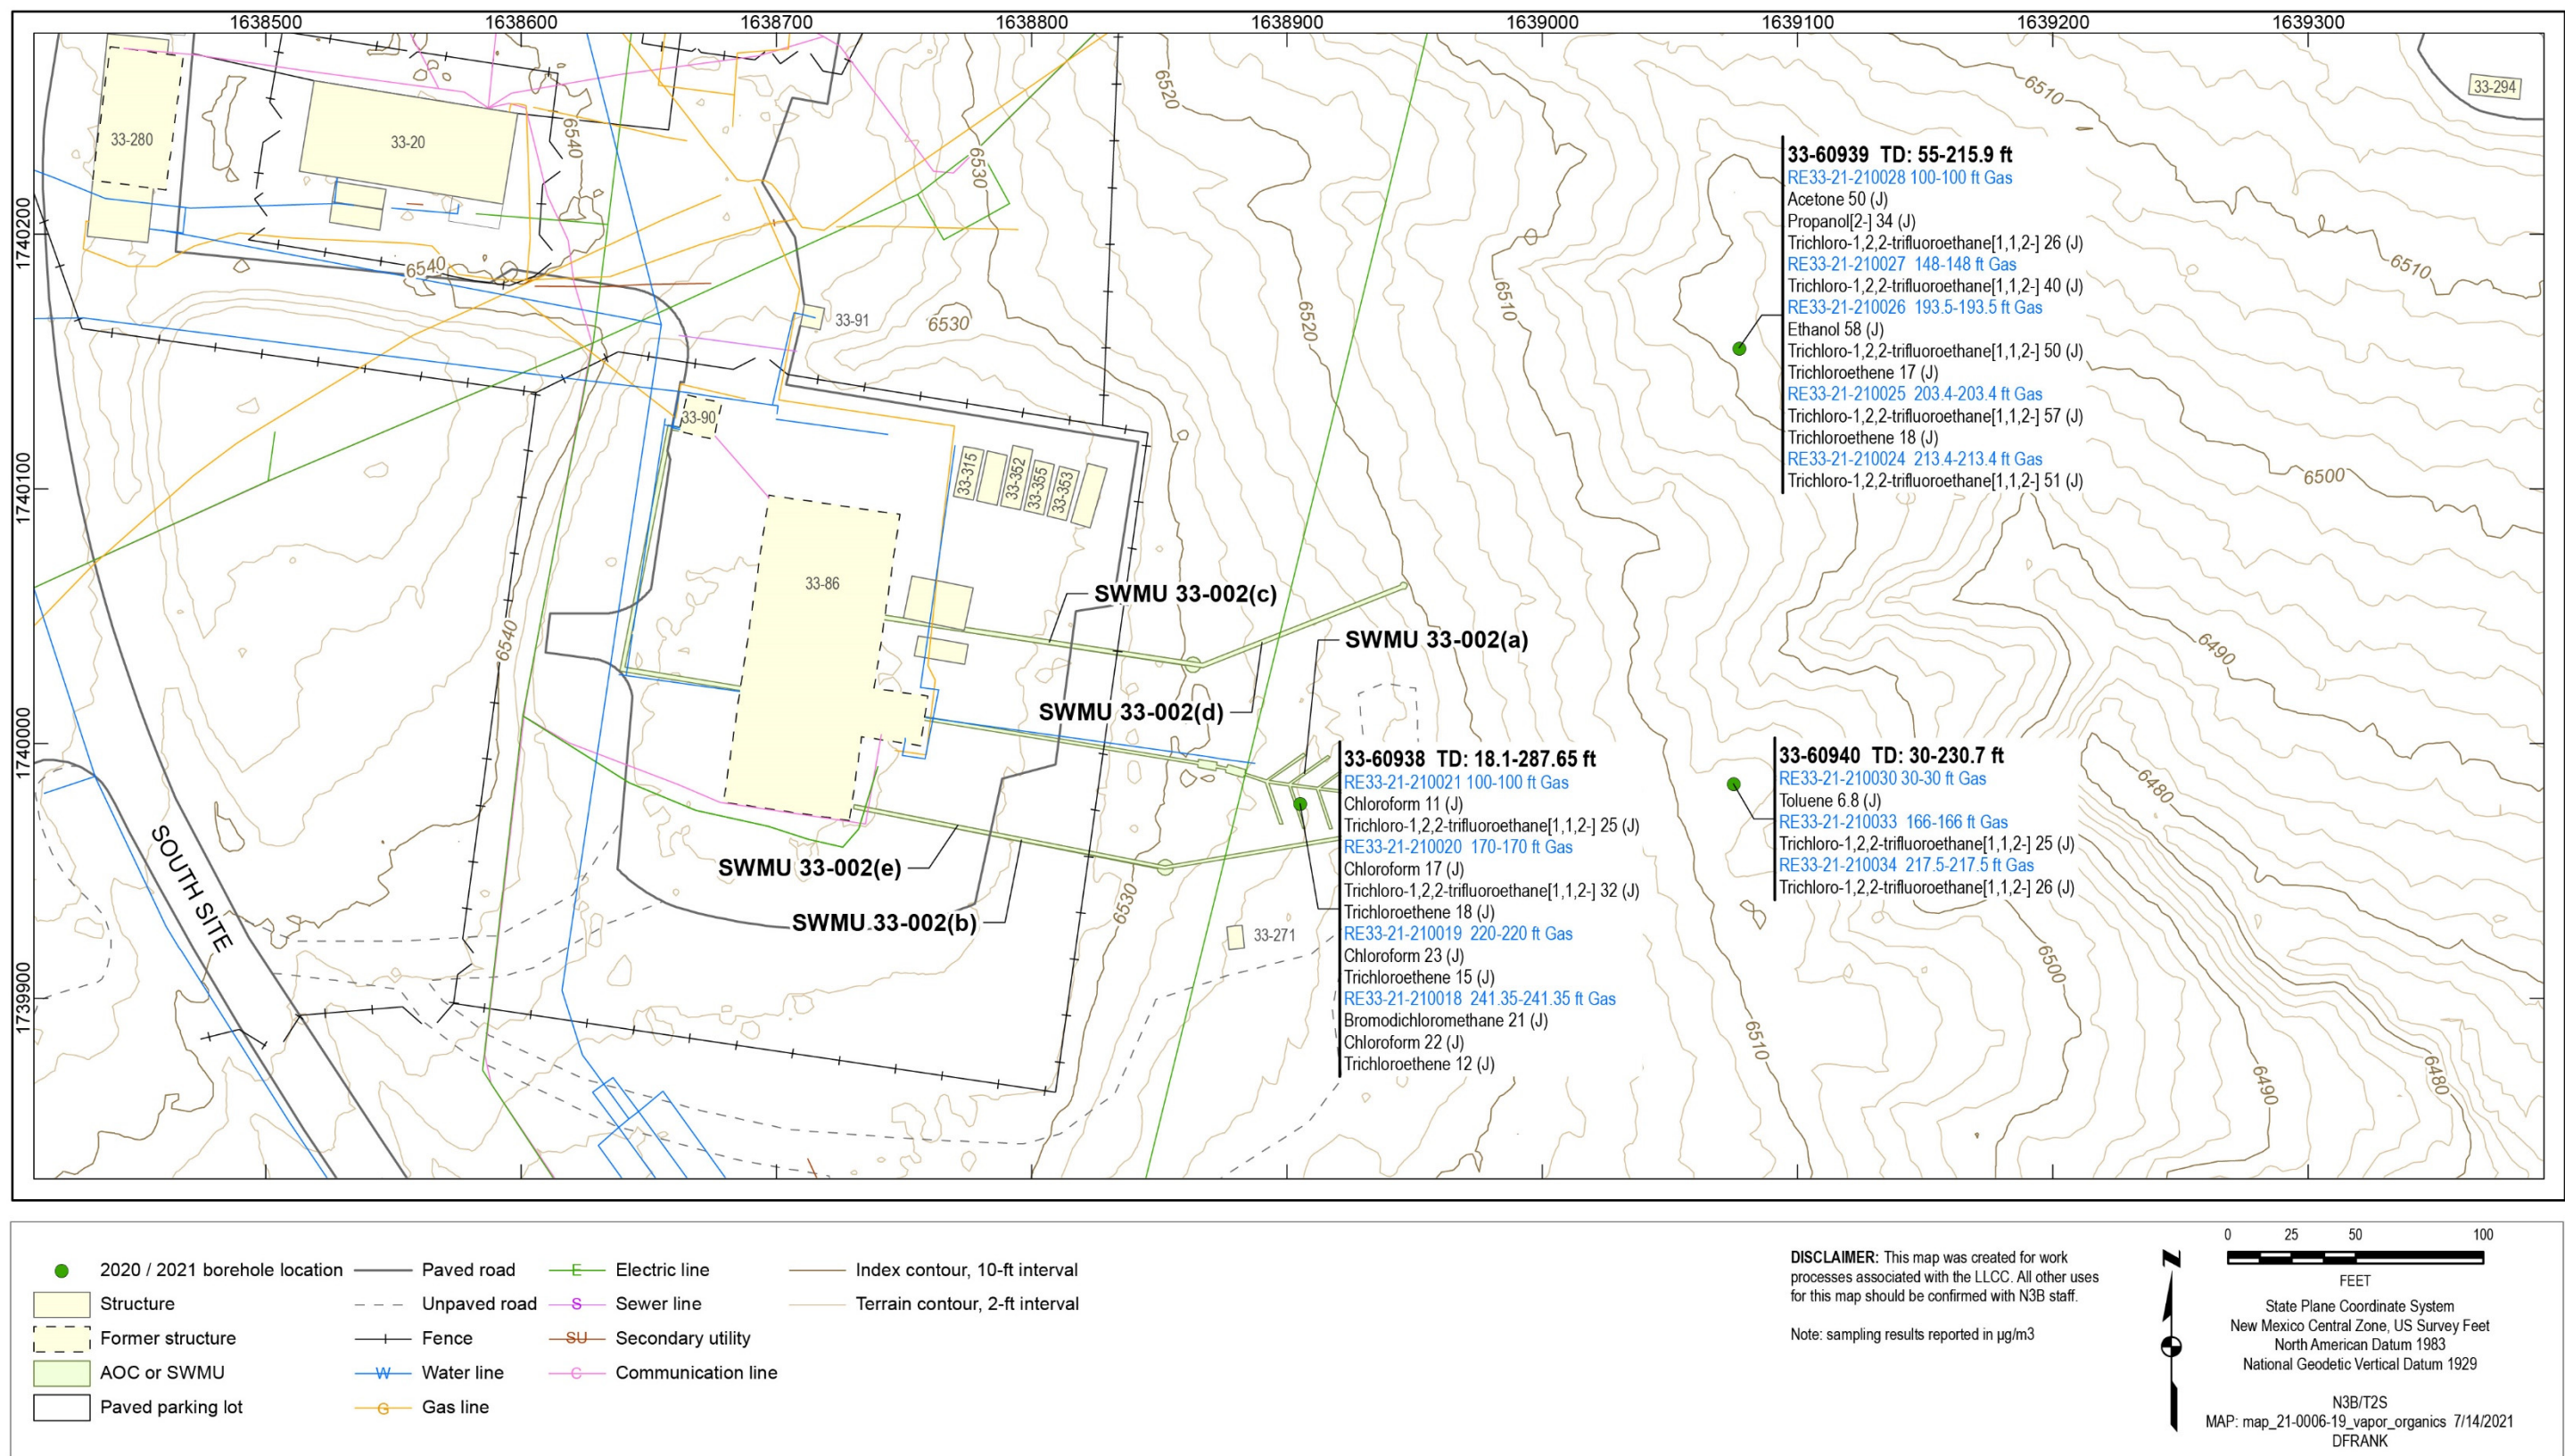 1638500 1638600 1638700 1638800 1638900 1639000 1639100 1639200 1639300
1740200
1740100
1740000
1739900
33-280
33-20
6540
6540
6520
6530
6510
33-294
33-91
6530
6520
6510
6510
6500
33-60939 TD: 55-215.9 ft
RE33-21-210028 100-100 ft Gas
Acetone 50 (J)
Propanol[2-] 34 (J)
Trichloro-1,2,2-trifluoroethane[1,1,2-] 26 (J)
RE33-21-210027 148-148 ft Gas
Trichloro-1,2,2-trifluoroethane[1,1,2-] 40 (J)
RE33-21-210026 193.5-193.5 ft Gas
Ethanol 58 (J)
Trichloro-1,2,2-trifluoroethane[1,1,2-] 50 (J)
Trichloroethene 17 (J)
RE33-21-210025 203.4-203.4 ft Gas
Trichloro-1,2,2-trifluoroethane[1,1,2-] 57 (J)
Trichloroethene 18 (J)
RE33-21-210024 213.4-213.4 ft Gas
Trichloro-1,2,2-trifluoroethane[1,1,2-] 51 (J)
33-90
33-315
33-352
33-355
33-353
33-86
6540
SWMU 33-002(c)
SWMU 33-002(a)
SWMU 33-002(d)
6490
6480
33-60938 TD: 18.1-287.65 ft
RE33-21-210021 100-100 ft Gas
Chloroform 11 (J)
Trichloro-1,2,2-trifluoroethane[1,1,2-] 25 (J)
RE33-21-210020 170-170 ft Gas
Chloroform 17 (J)
Trichloro-1,2,2-trifluoroethane[1,1,2-] 32 (J)
Trichloroethene 18 (J)
RE33-21-210019 220-220 ft Gas
Chloroform 23 (J)
Trichloroethene 15 (J)
RE33-21-210018 241.35-241.35 ft Gas
Bromodichloromethane 21 (J)
Chloroform 22 (J)
Trichloroethene 12 (J)
33-60940 TD: 30-230.7 ft
RE33-21-210030 30-30 ft Gas
Toluene 6.8 (J)
RE33-21-210033 166-166 ft Gas
Trichloro-1,2,2-trifluoroethane[1,1,2-] 25 (J)
RE33-21-210034 217.5-217.5 ft Gas
Trichloro-1,2,2-trifluoroethane[1,1,2-] 26 (J)
SWMU 33-002(e)
SWMU 33-002(b)
SOUTH SITE
6530
33-271
6500
6510
6490
6480
2020 / 2021 borehole location
Structure
Former structure
AOC or SWMU
Paved parking lot
Paved road
Unpaved road
Fence
W Water line
G Gas line
E Electric line
S Sewer line
SU Secondary utility
C Communication line
Index contour, 10-ft interval
Terrain contour, 2-ft interval
DISCLAIMER: This map was created for work
processes associated with the LLCC. All other uses
for this map should be confirmed with N3B staff.
Note: sampling results reported in µg/m3
N
0 25 50 100
FEET
State Plane Coordinate System
New Mexico Central Zone, US Survey Feet
North American Datum 1983
National Geodetic Vertical Datum 1929
N3B/T2S
MAP: map_21-0006-19_vapor_organics 7/14/2021
DFRANK